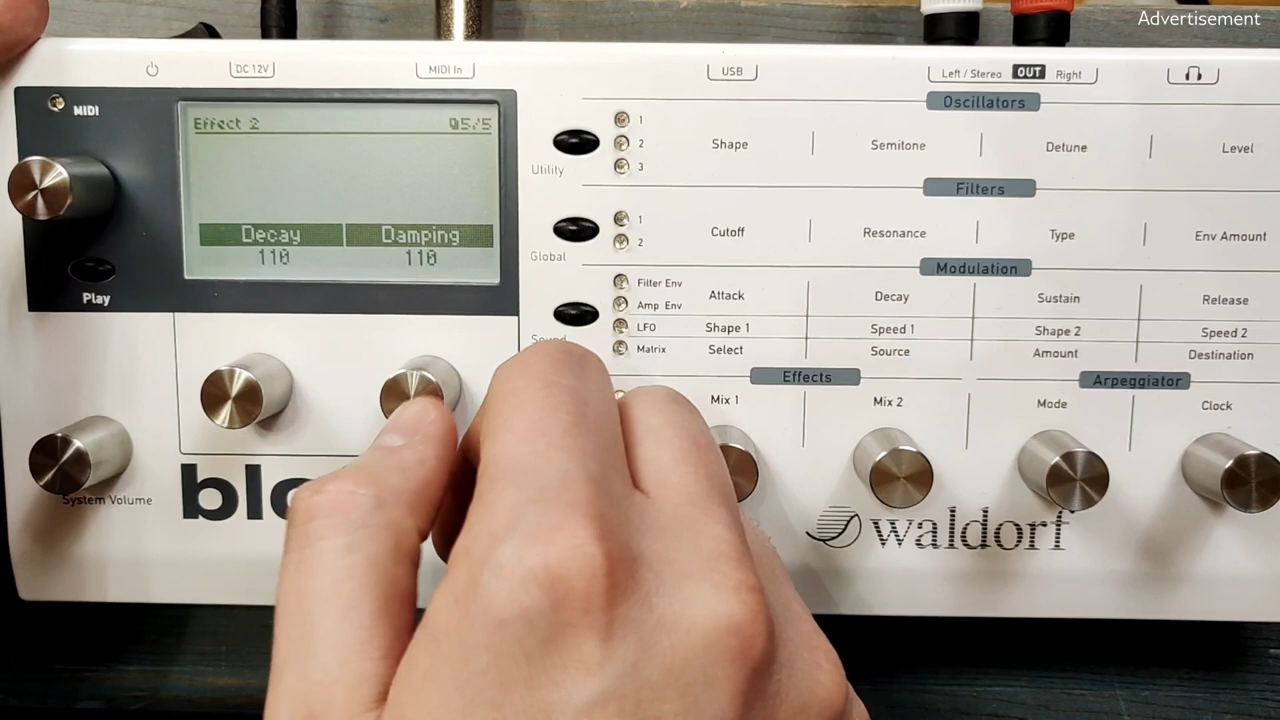 Advertisement
DC 12V
MIDI In
USB
Left / Stereo OUT Right
MIDI
Effect 2 5/5
Decay Damping
110 110
Play
System Volume
Utility
Global
1
2
3
Oscillators
Shape Semitone Detune Level
Filters
1
2
Cutoff Resonance Type Env Amount
Modulation
Filter Env
Amp Env
LFO
Matrix
Attack Decay Sustain Release
Shape 1 Speed 1 Shape 2 Speed 2
Select Source Amount Destination
Effects Arpeggiator
Mix 1 Mix 2 Mode Clock
waldorf